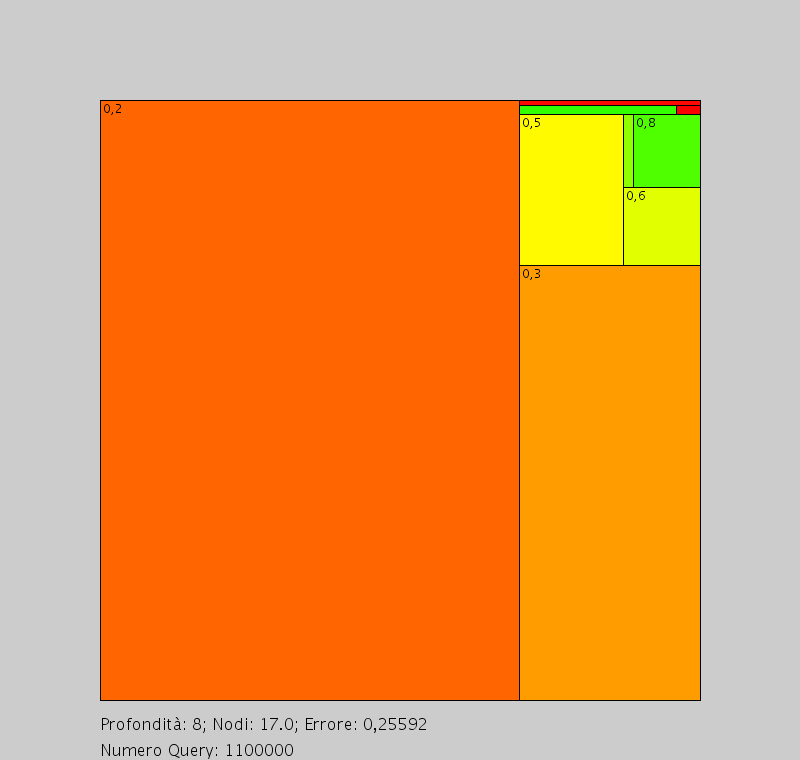 0,2
0,5
0,8
0,6
0,3
Profondità: 8; Nodi: 17.0; Errore: 0,25592
Numero Query: 1100000